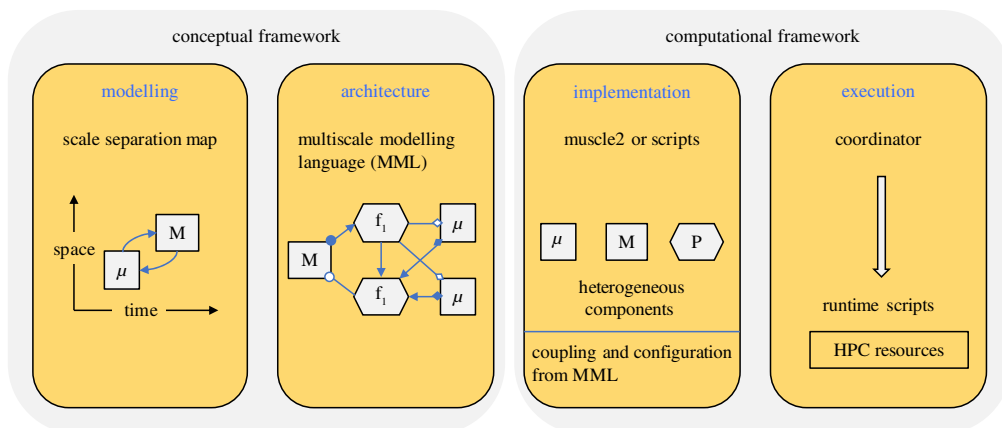 conceptual framework
modelling
scale separation map
space
M
μ
time
architecture
multiscale modelling
language (MML)
f1
μ
M
f1
μ
computational framework
implementation
muscle2 or scripts
μ
M
P
heterogeneous
components
coupling and configuration
from MML
execution
coordinator
runtime scripts
HPC resources